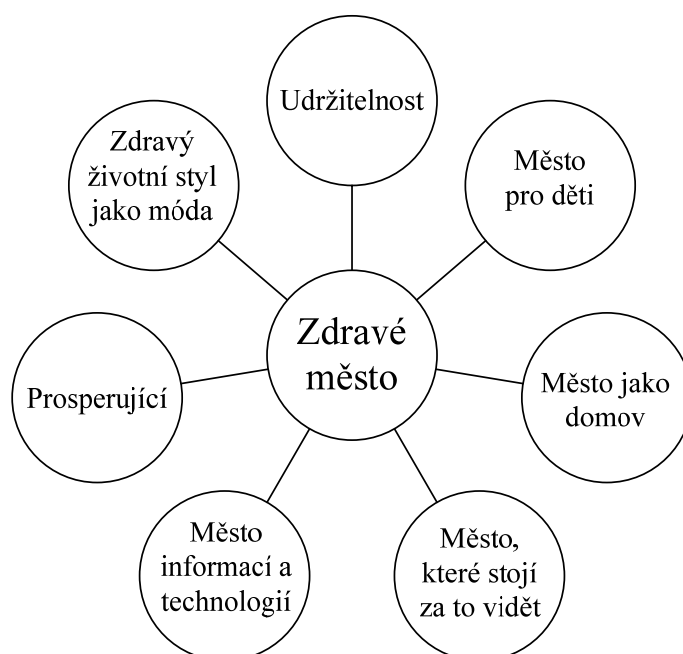 Udržitelnost
Zdravý
životní styl
jako móda
Město
pro děti
Zdravé
město
Prosperující
Město jako
domov
Město
informací a
technologií
Město,
které stojí
za to vidět